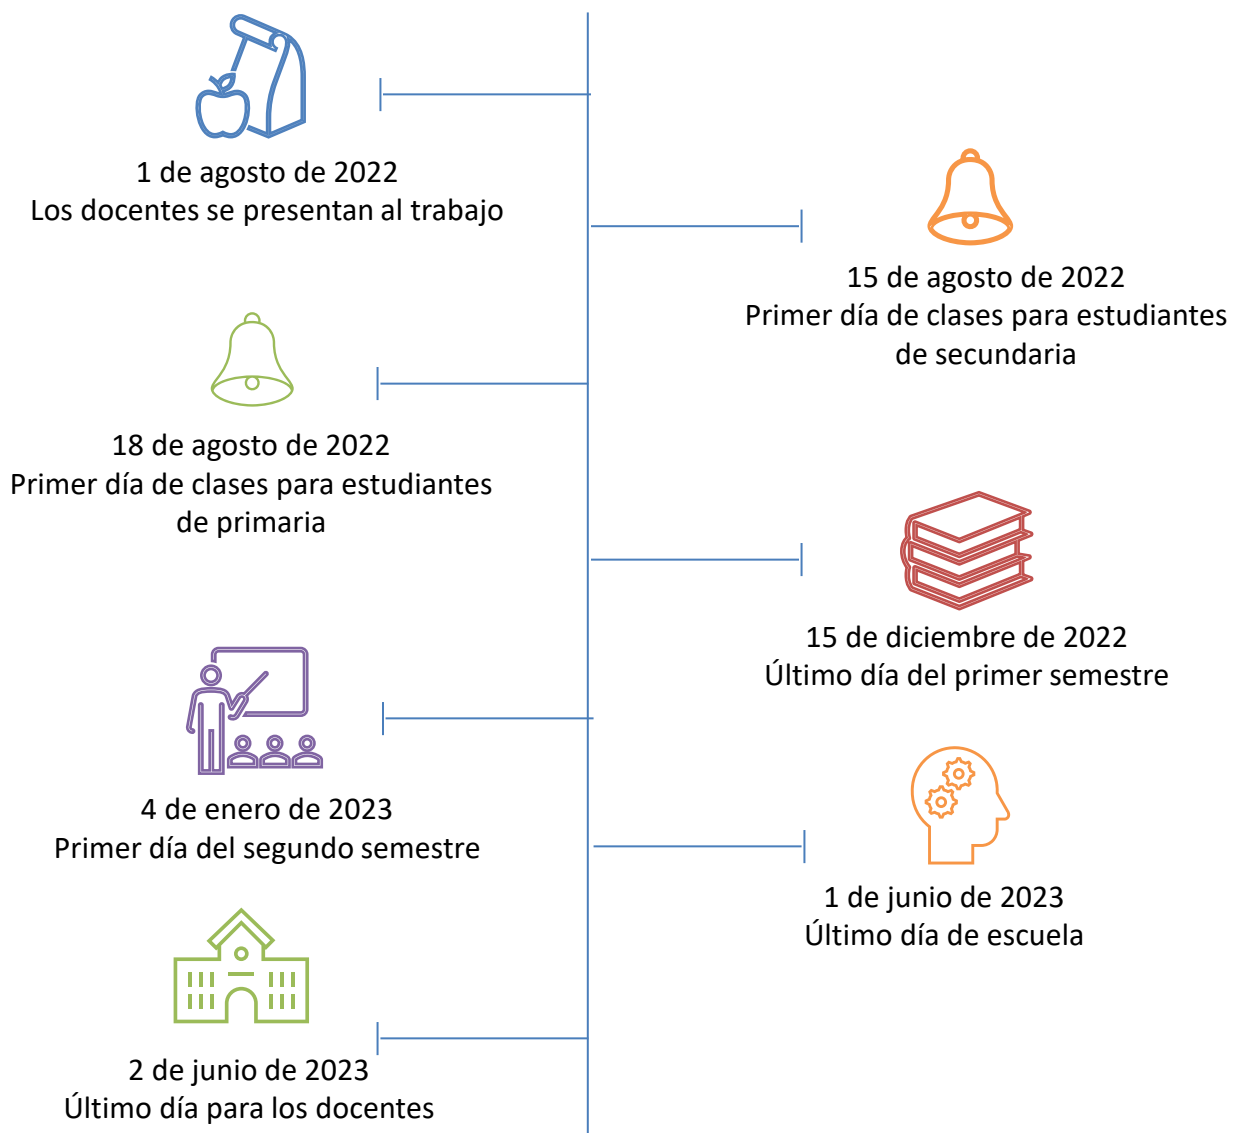 1 de agosto de 2022
Los docentes se presentan al trabajo
15 de agosto de 2022
Primer día de clases para estudiantes
de secundaria
18 de agosto de 2022
Primer día de clases para estudiantes
de primaria
15 de diciembre de 2022
Último día del primer semestre
4 de enero de 2023
Primer día del segundo semestre
1 de junio de 2023
Último día de escuela
2 de junio de 2023
Último día para los docentes